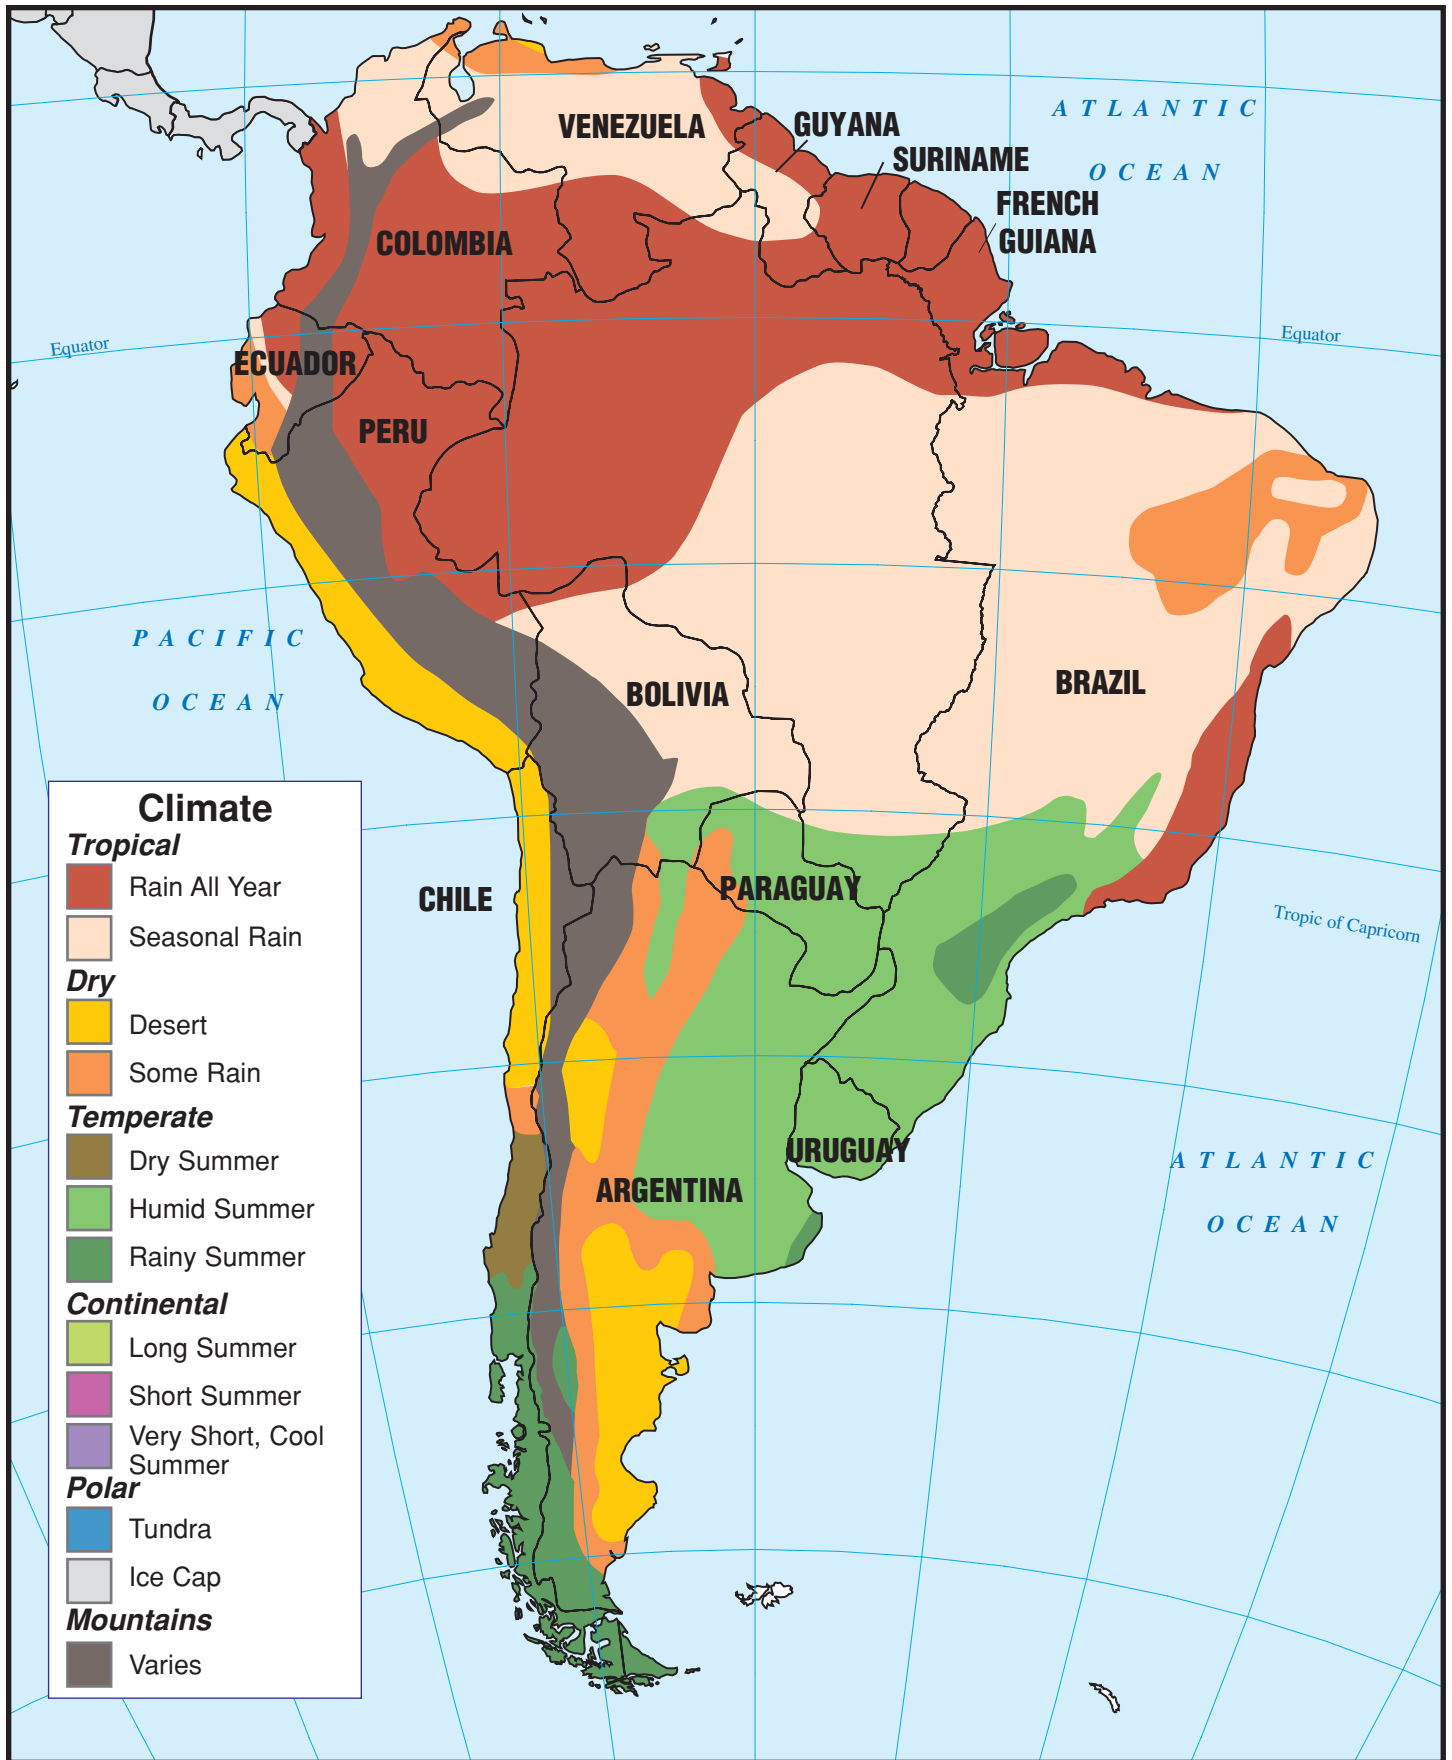 ATLANTIC
OCEAN
VENEZUELA
GUYANA
SURINAME
FRENCH
GUIANA
COLOMBIA
Equator
Equator
ECUADOR
PERU
PACIFIC
OCEAN
BOLIVIA
BRAZIL
CHILE
PARAGUAY
Tropic of Capricorn
URUGUAY
ARGENTINA
ATLANTIC
OCEAN
Climate
Tropical
Rain All Year
Seasonal Rain
Dry
Desert
Some Rain
Temperate
Dry Summer
Humid Summer
Rainy Summer
Continental
Long Summer
Short Summer
Very Short, Cool
Summer
Polar
Tundra
Ice Cap
Mountains
Varies